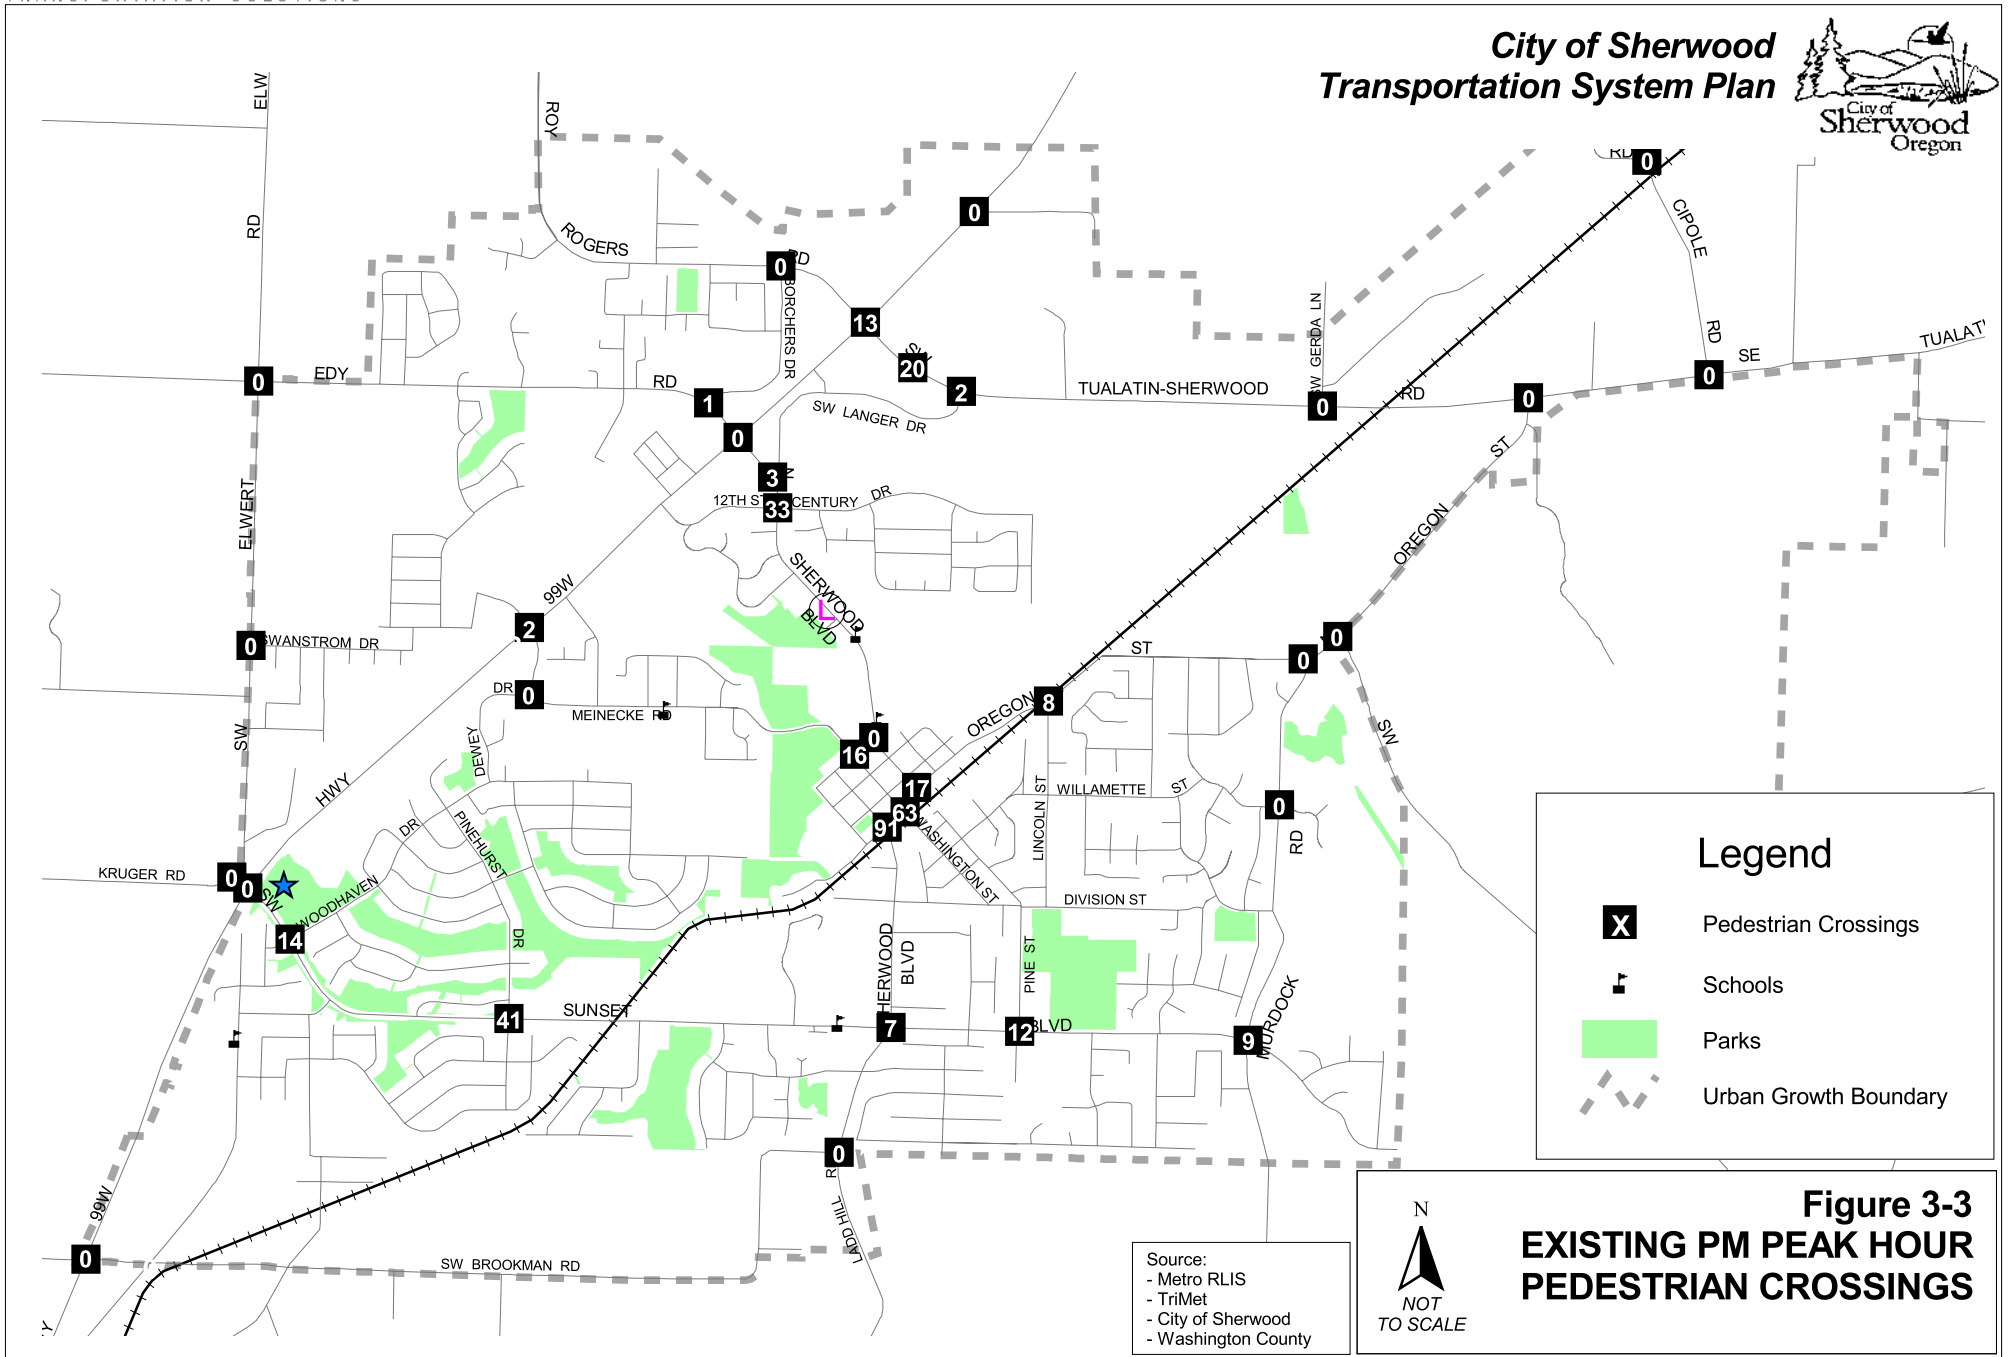 TRANSPORTATION SOLUTIONS
City of Sherwood
Transportation System Plan
City of
Sherwood
Oregon
ELW
RD
ROY
ROGERS
RD
0
0
0
CIPOLE
RD
BORCHERS DR
13
SW
20
2
TUALATIN-SHERWOOD
RD
SW GERDA LN
0
0
0
SE
TUALAT
RD
0
EDY
RD
1
0
SW LANGER DR
3
N
12TH ST
33
CENTURY DR
ELWERT
99W
SHERWOOD
BLVD
L
OREGON
ST
0
SWANSTROM DR
2
DR
0
MEINECKE RD
DEWEY
SW
HWY
0
16
17
63
91
OREGON
8
ST
0
0
SW
WASHINGTON ST
LINCOLN ST
WILLAMETTE ST
0
RD
DIVISION ST
KRUGER RD
0
0
SW
WOODHAVEN
DR
PINEHURST
DR
14
41
SUNSET
SHERWOOD
BLVD
7
PINE ST
12
BLVD
9
MURDOCK
0
R
LADD HILL
99W
0
SW BROOKMAN RD
Y
Legend
X
Pedestrian Crossings
Schools
Parks
Urban Growth Boundary
Source:
- Metro RLIS
- TriMet
- City of Sherwood
- Washington County
N
NOT
TO SCALE
Figure 3-3
EXISTING PM PEAK HOUR
PEDESTRIAN CROSSINGS